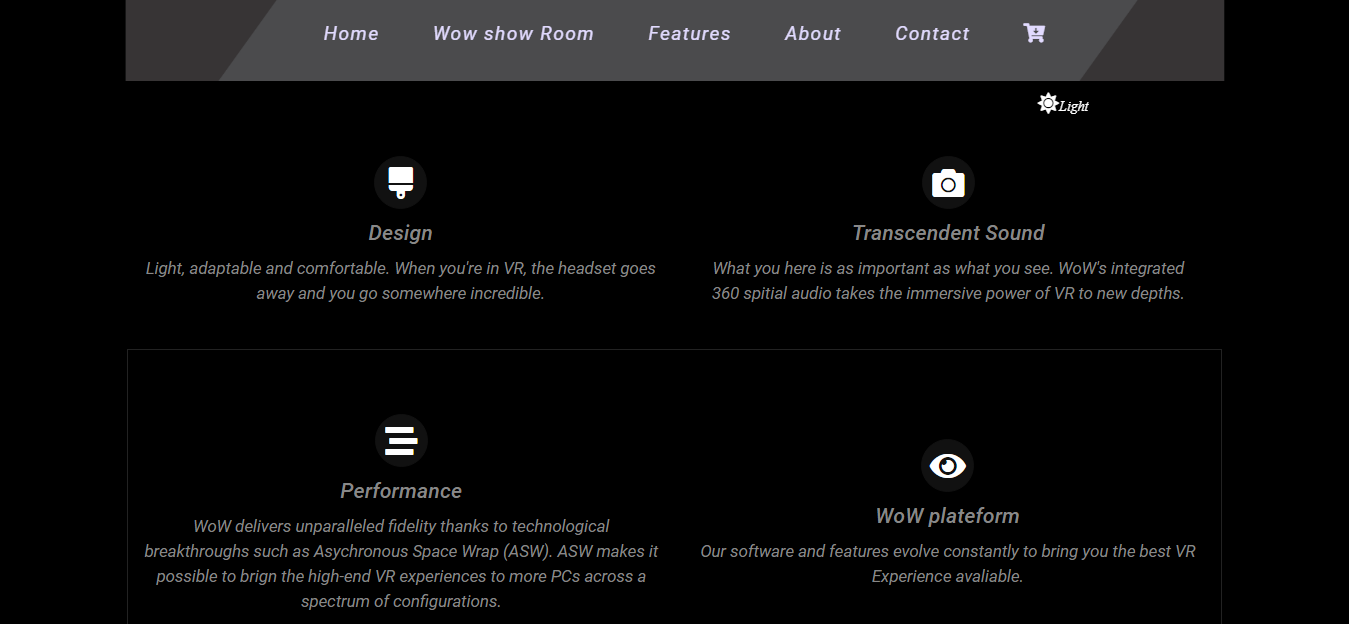 Home Wow show Room Features About Contact
Light
Design
Light, adaptable and comfortable. When you're in VR, the headset goes
away and you go somewhere incredible.
Transcendent Sound
What you here is as important as what you see. WoW's integrated
360 spitial audio takes the immersive power of VR to new depths.
Performance
WoW delivers unparalleled fidelity thanks to technological
breakthroughs such as Asychronous Space Wrap (ASW). ASW makes it
possible to brign the high-end VR experiences to more PCs across a
spectrum of configurations.
WoW plateform
Our software and features evolve constantly to bring you the best VR
Experience avaliable.